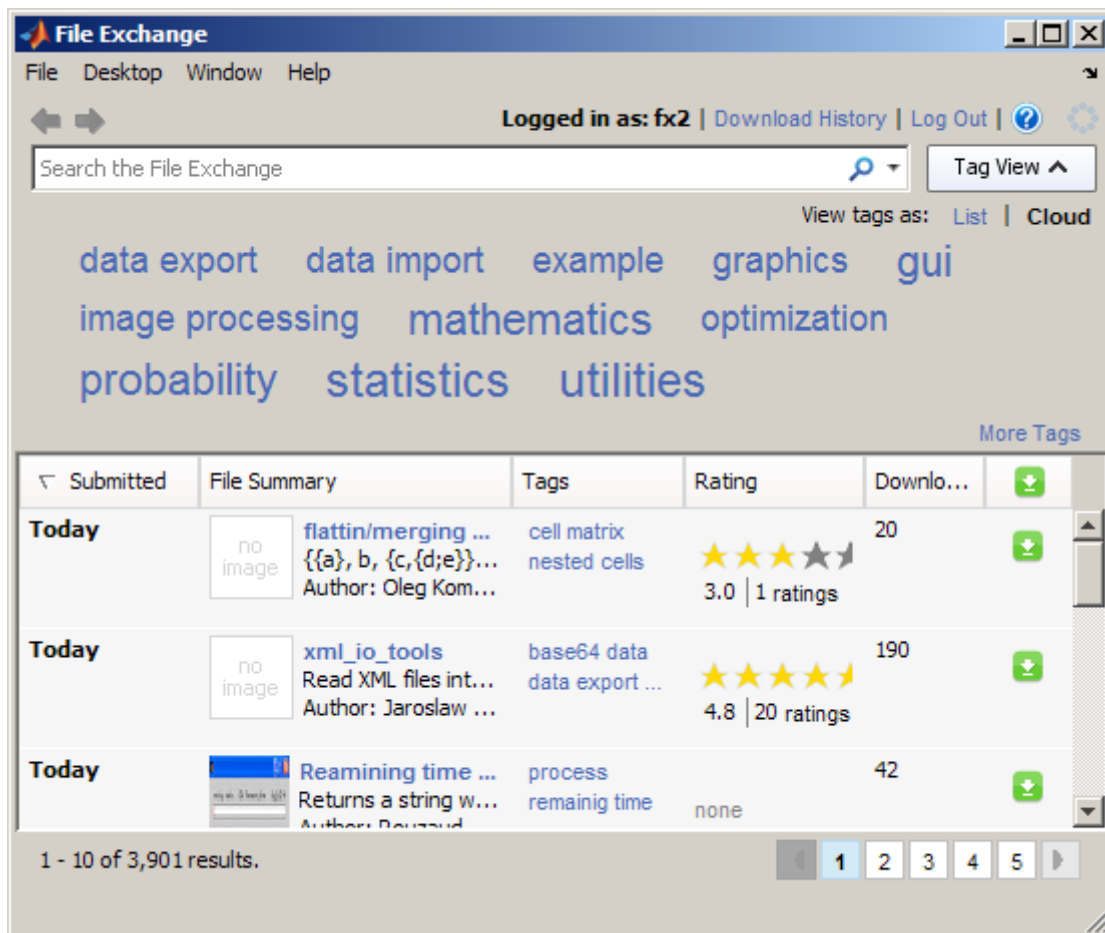 File Exchange
File Desktop Window Help
Logged in as: fx2 | Download History | Log Out | ?
Search the File Exchange
Tag View
View tags as: List | Cloud
data export data import example graphics gui
image processing mathematics optimization
probability statistics utilities
More Tags
Submitted File Summary Tags Rating Downlo...
Today
no image
flattin/merging ...
{{a}, b, {c,{d;e}}...
Author: Oleg Kom...
cell matrix
nested cells
3.0 | 1 ratings
20
Today
no image
xml_io_tools
Read XML files int...
Author: Jaroslaw ...
base64 data
data export ...
4.8 | 20 ratings
190
Today
Reamining time ...
Returns a string w...
Author: Rouzaud
process
remainig time
none
42
1 - 10 of 3,901 results.
1 2 3 4 5